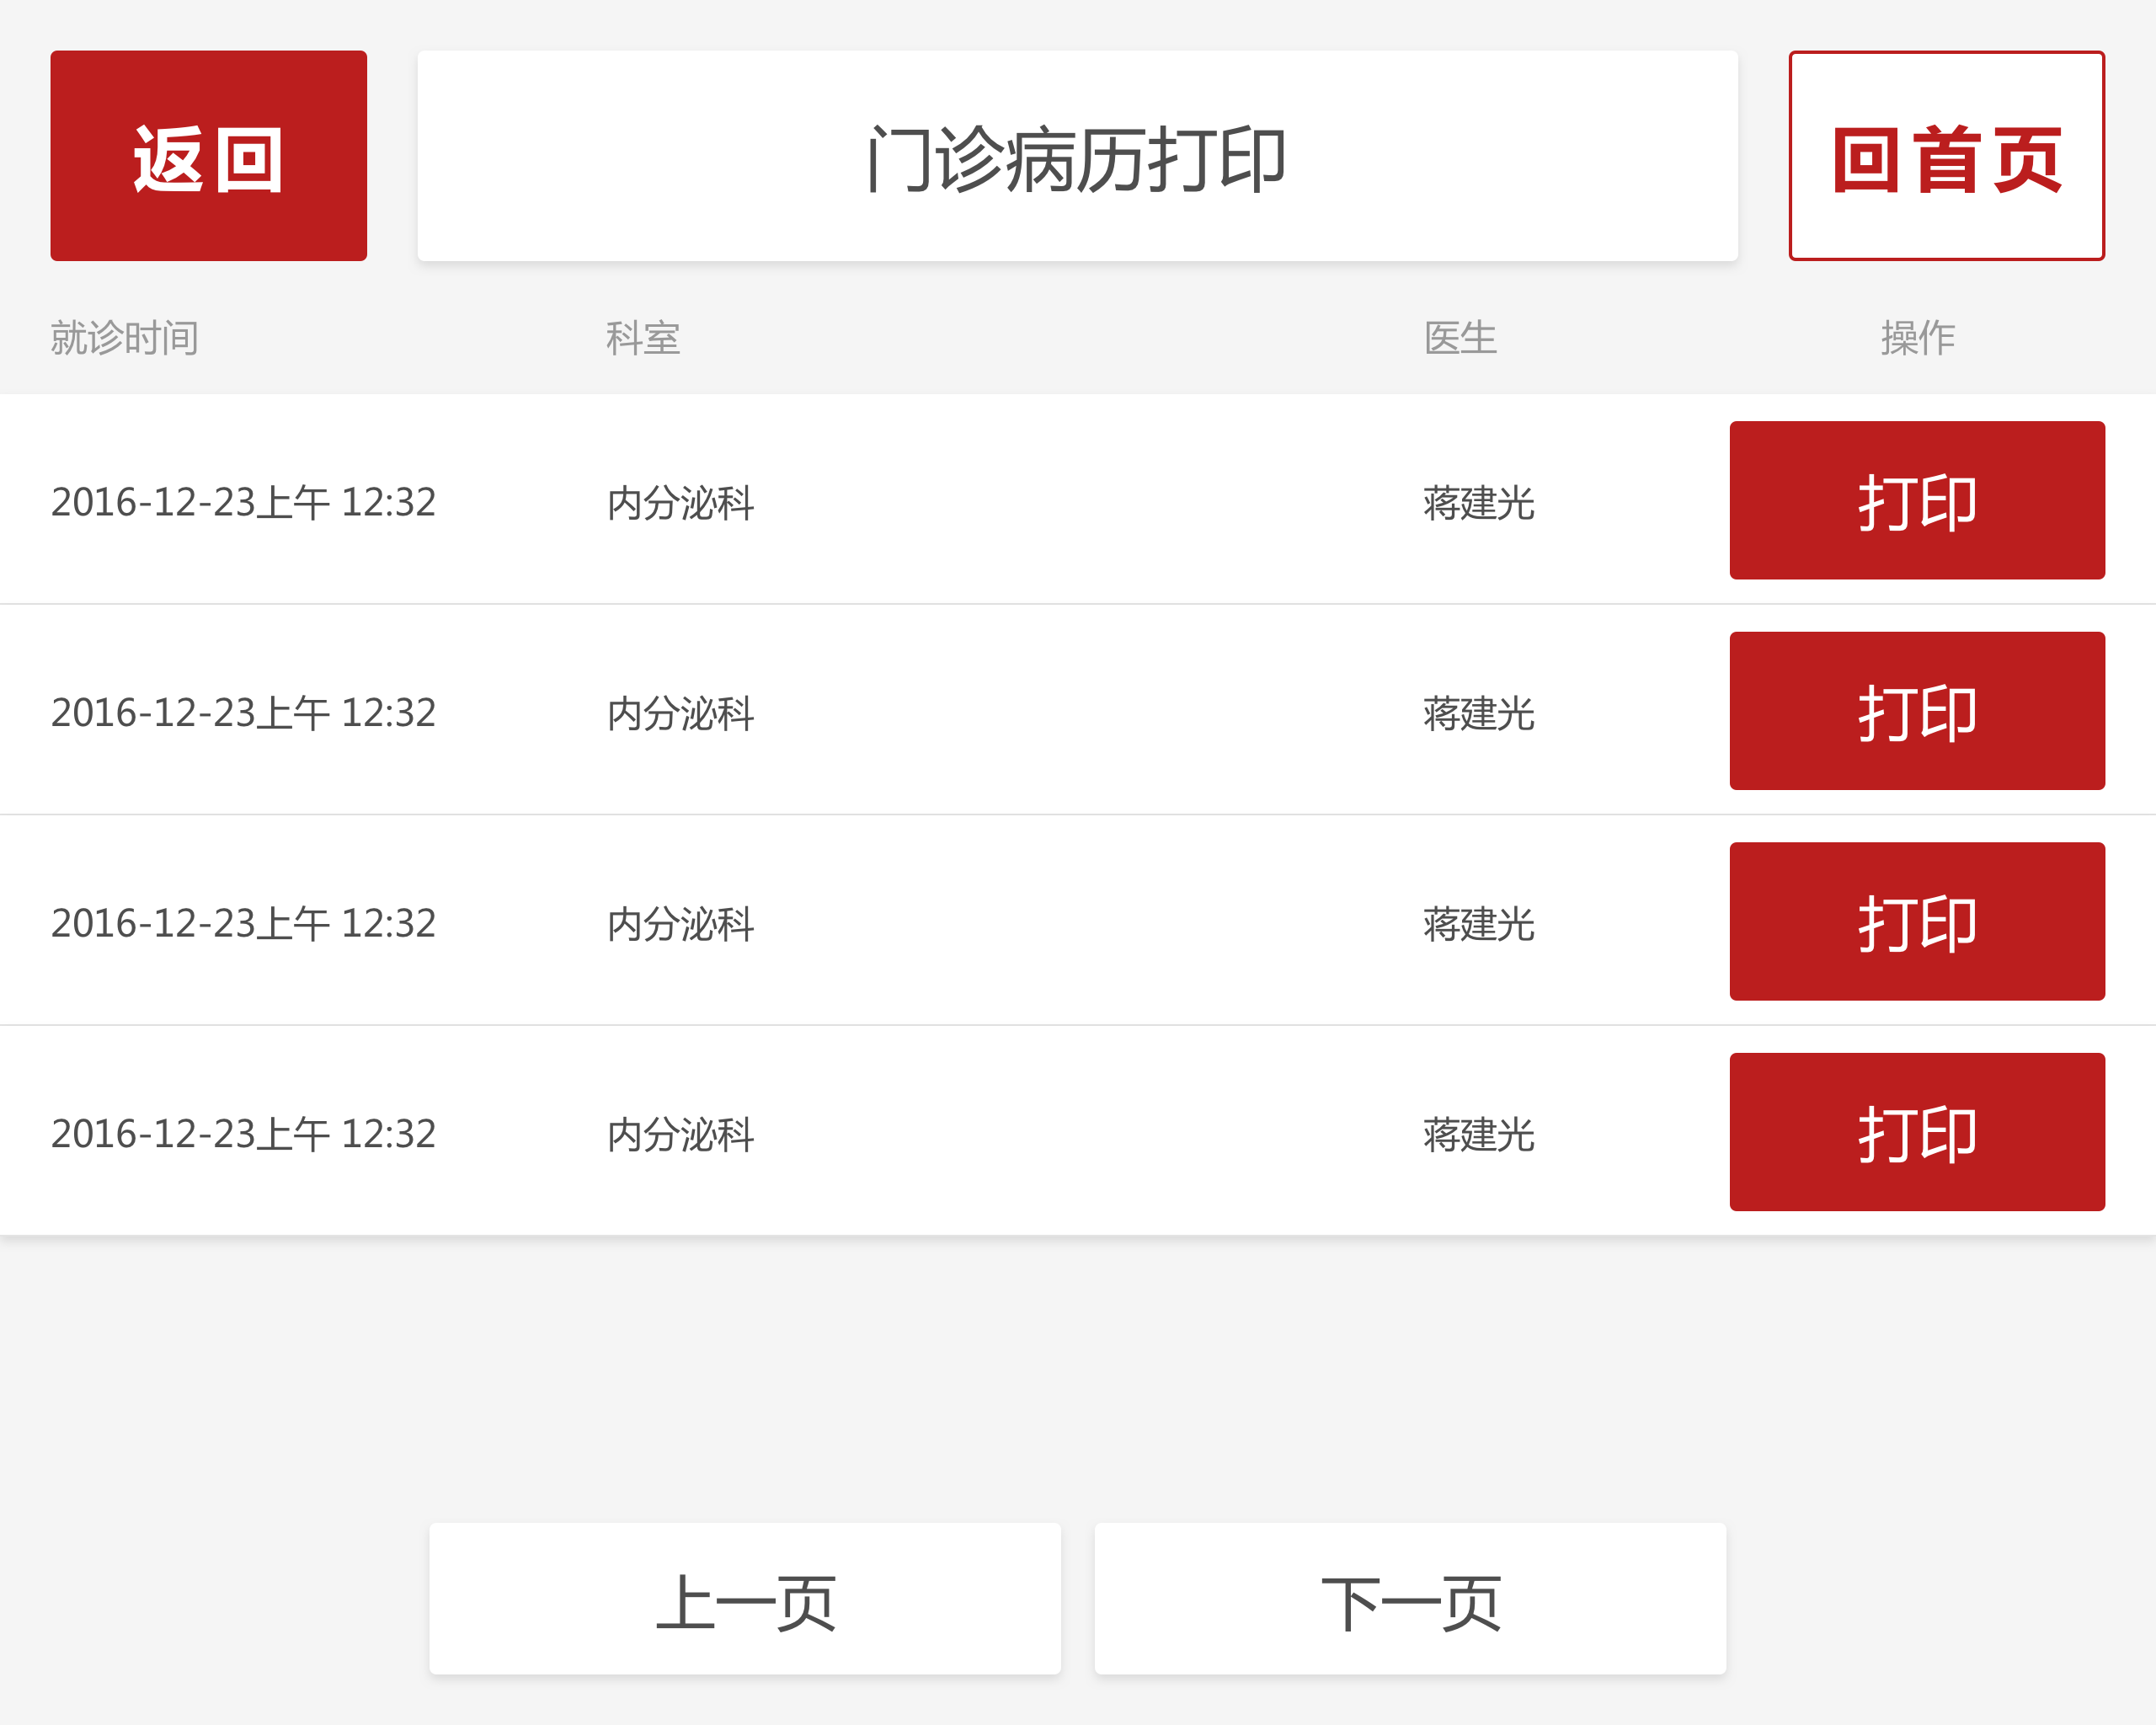 返回 门诊病历打印 回首页
就诊时间 科室 医生 操作
2016-12-23上午 12:32 内分泌科 蒋建光 打印
2016-12-23上午 12:32 内分泌科 蒋建光 打印
2016-12-23上午 12:32 内分泌科 蒋建光 打印
2016-12-23上午 12:32 内分泌科 蒋建光 打印
上一页 下一页